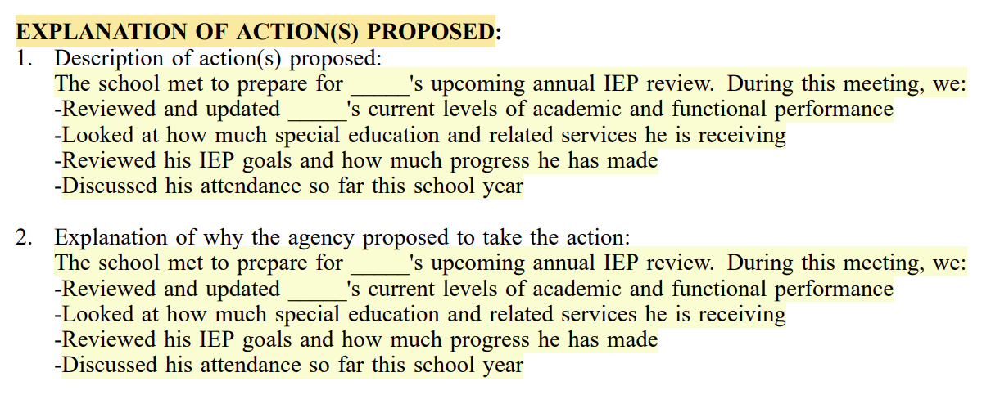 EXPLANATION OF ACTION(S) PROPOSED:
1. Description of action(s) proposed:
The school met to prepare for _____'s upcoming annual IEP review. During this meeting, we:
-Reviewed and updated _____'s current levels of academic and functional performance
-Looked at how much special education and related services he is receiving
-Reviewed his IEP goals and how much progress he has made
-Discussed his attendance so far this school year
2. Explanation of why the agency proposed to take the action:
The school met to prepare for _____'s upcoming annual IEP review. During this meeting, we:
-Reviewed and updated _____'s current levels of academic and functional performance
-Looked at how much special education and related services he is receiving
-Reviewed his IEP goals and how much progress he has made
-Discussed his attendance so far this school year